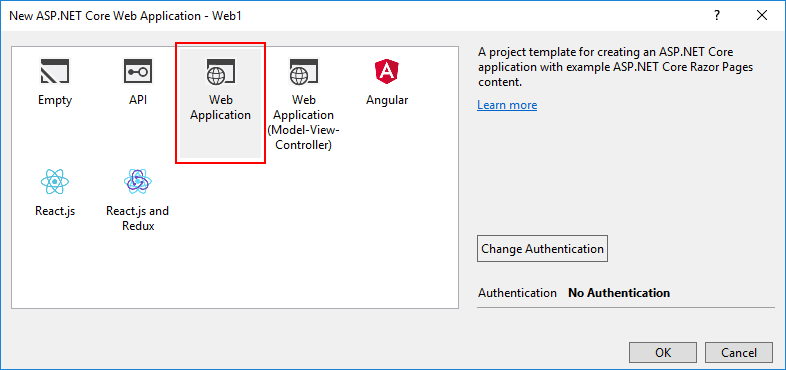 New ASP.NET Core Web Application - Web1
?
Empty
API
Web
Application
Web
Application
(Model-View-
Controller)
Angular
React.js
React.js and
Redux
A project template for creating an ASP.NET Core
application with example ASP.NET Core Razor Pages
content.
Learn more
Change Authentication
Authentication No Authentication
OK
Cancel